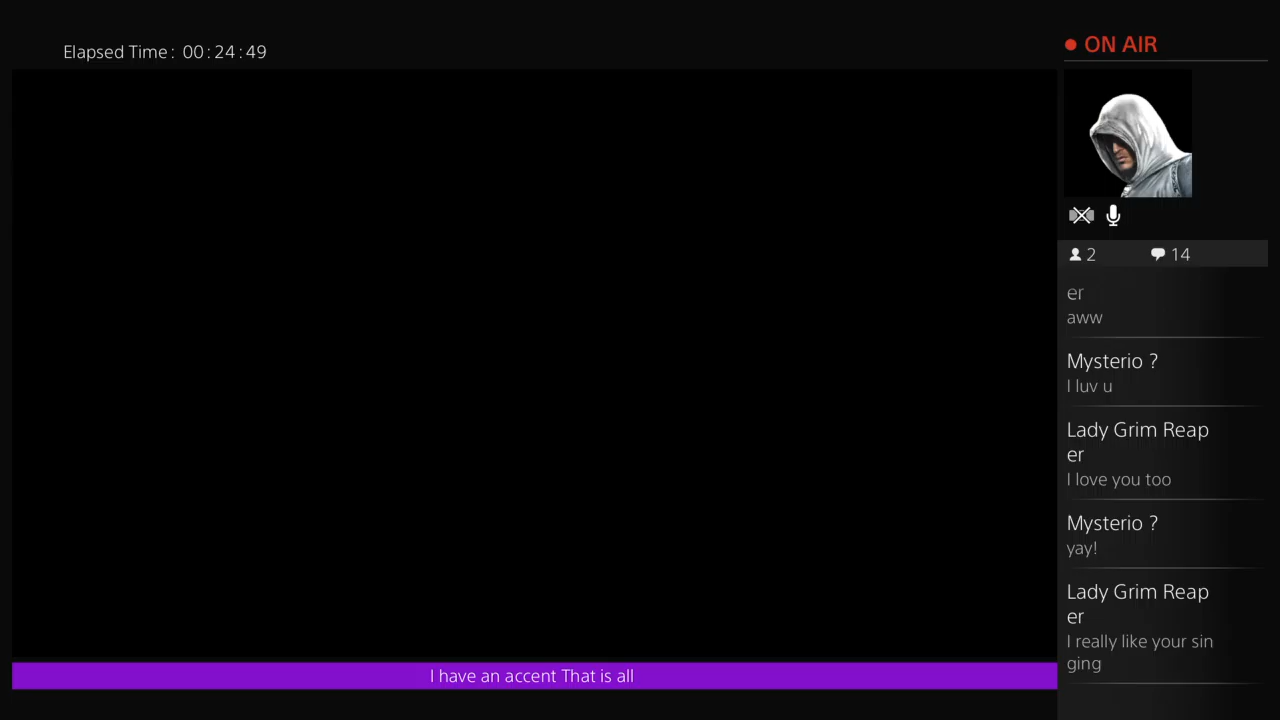 Elapsed Time: 00:24:49
ON AIR
2 14
er
aww
Mysterio ?
I luv u
Lady Grim Reap
er
I love you too
Mysterio ?
yay!
Lady Grim Reap
er
I really like your sin
ging
I have an accent That is all